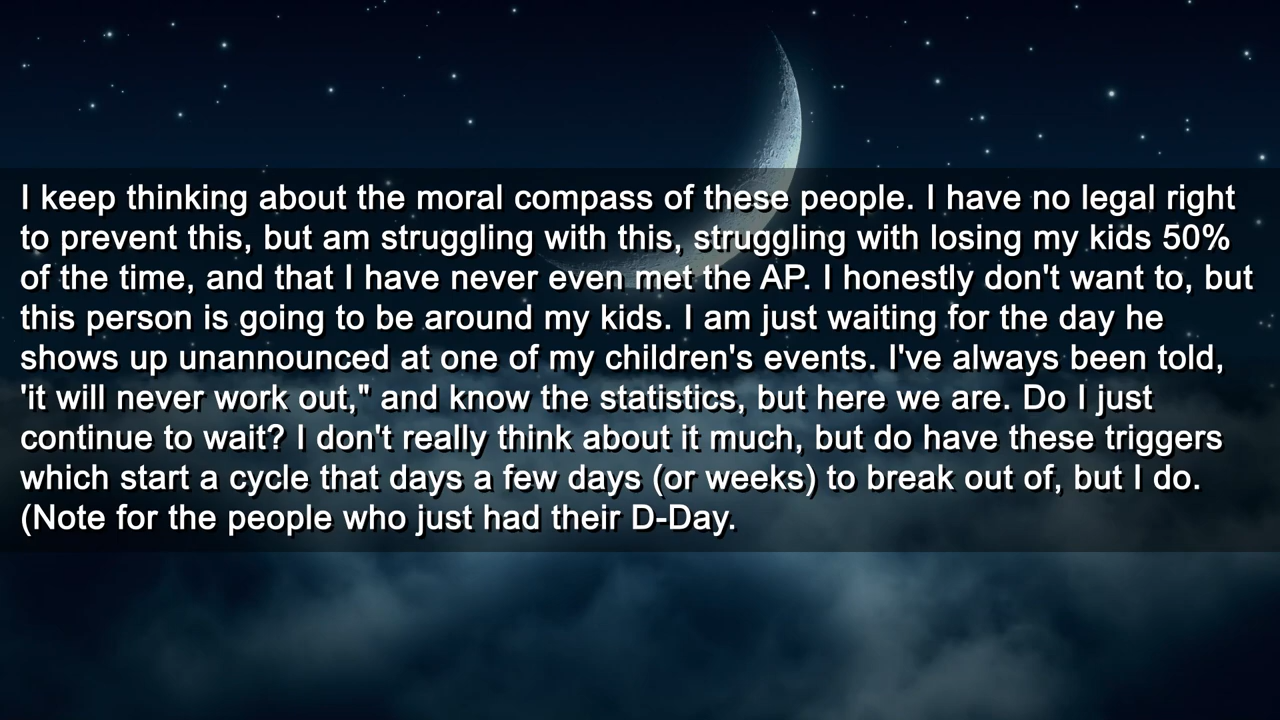 I keep thinking about the moral compass of these people. I have no legal right
to prevent this, but am struggling with this, struggling with losing my kids 50%
of the time, and that I have never even met the AP. I honestly don't want to, but
this person is going to be around my kids. I am just waiting for the day he
shows up unannounced at one of my children's events. I've always been told,
'it will never work out," and know the statistics, but here we are. Do I just
continue to wait? I don't really think about it much, but do have these triggers
which start a cycle that days a few days (or weeks) to break out of, but I do.
(Note for the people who just had their D-Day.